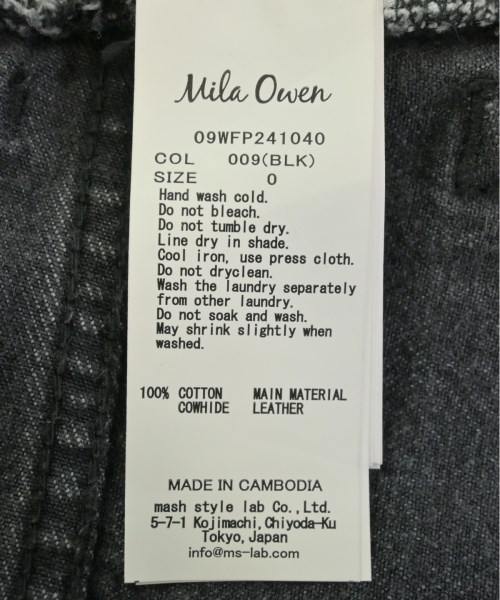 Mila Owen
09WFP241040
COL 009(BLK)
SIZE 0
Hand wash cold.
Do not bleach.
Do not tumble dry.
Line dry in shade.
Cool iron, use press cloth.
Do not dryclean.
Wash the laundry separately
from other laundry.
Do not soak and wash.
May shrink slightly when
washed.
100% COTTON MAIN MATERIAL
COWHIDE LEATHER
MADE IN CAMBODIA
mash style lab Co.,Ltd.
5-7-1 Kojimachi,Chiyoda-Ku
Tokyo,Japan
info@ms-lab.com